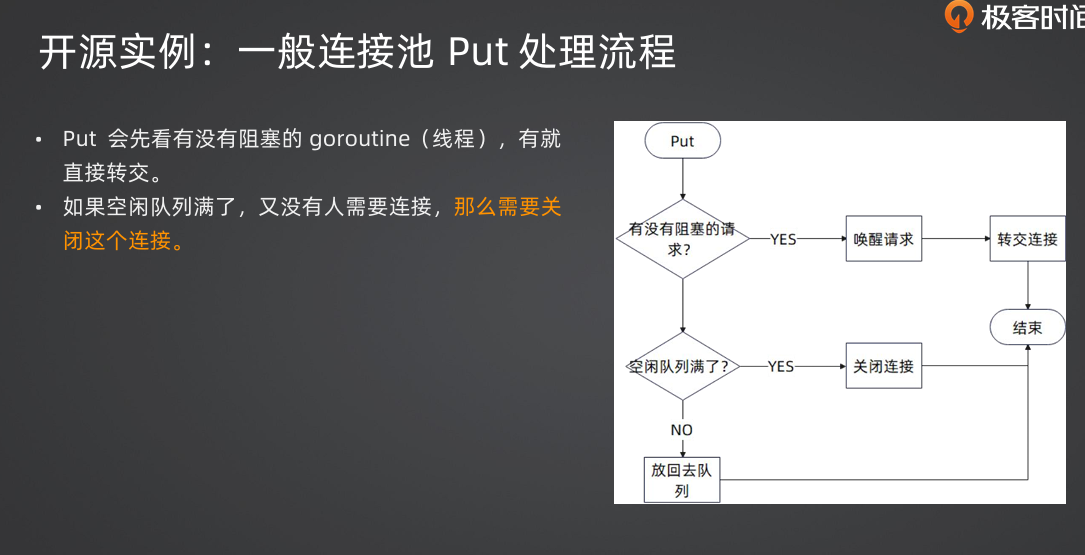 极客时间
开源实例：一般连接池 Put 处理流程
• Put 会先看有没有阻塞的 goroutine（线程），有就
直接转交。
• 如果空闲队列满了，又没有人需要连接，那么需要关
闭这个连接。
Put
有没有阻塞的请
求？
YES
唤醒请求
转交连接
结束
空闲队列满了？
YES
关闭连接
NO
放回去队
列